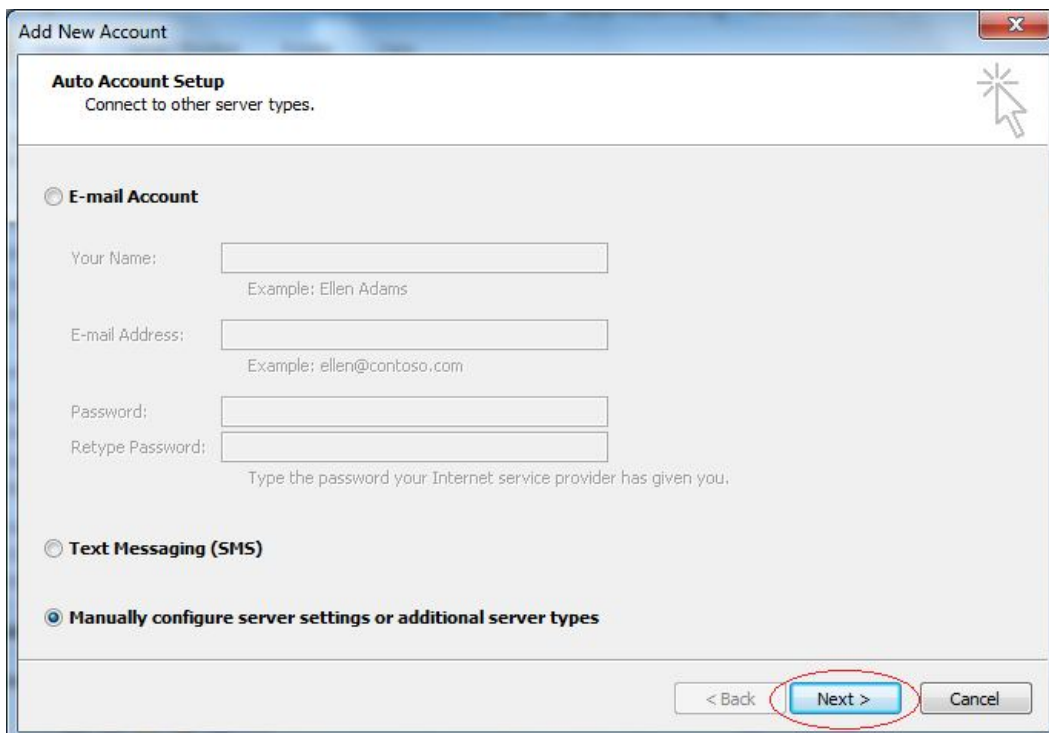 Add New Account
X
Auto Account Setup
Connect to other server types.
E-mail Account
Your Name:
Example: Ellen Adams
E-mail Address:
Example: ellen@contoso.com
Password:
Retype Password:
Type the password your Internet service provider has given you.
Text Messaging (SMS)
Manually configure server settings or additional server types
< Back Next > Cancel